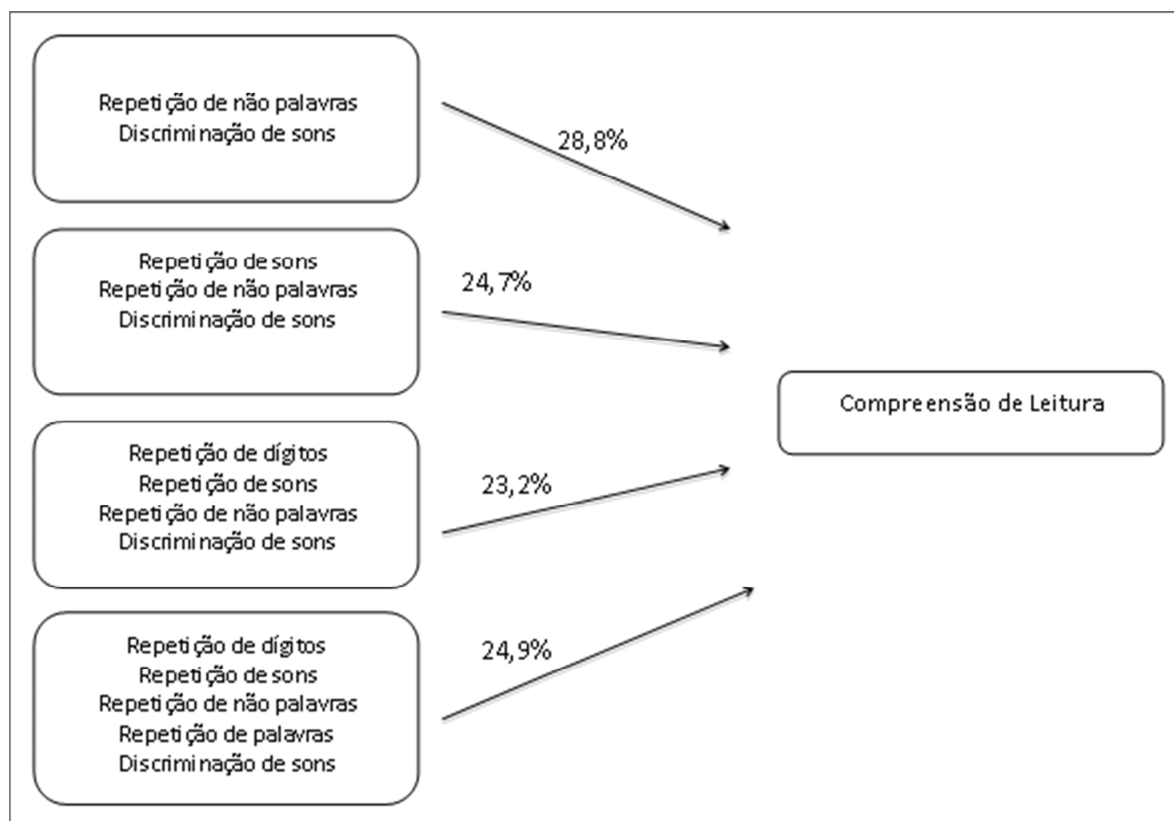 Repetição de não palavras
Discriminação de sons
28,8%
Repetição de sons
Repetição de não palavras
Discriminação de sons
24,7%
Repetição de dígitos
Repetição de sons
Repetição de não palavras
Discriminação de sons
23,2%
Repetição de dígitos
Repetição de sons
Repetição de não palavras
Repetição de palavras
Discriminação de sons
24,9%
Compreensão de Leitura